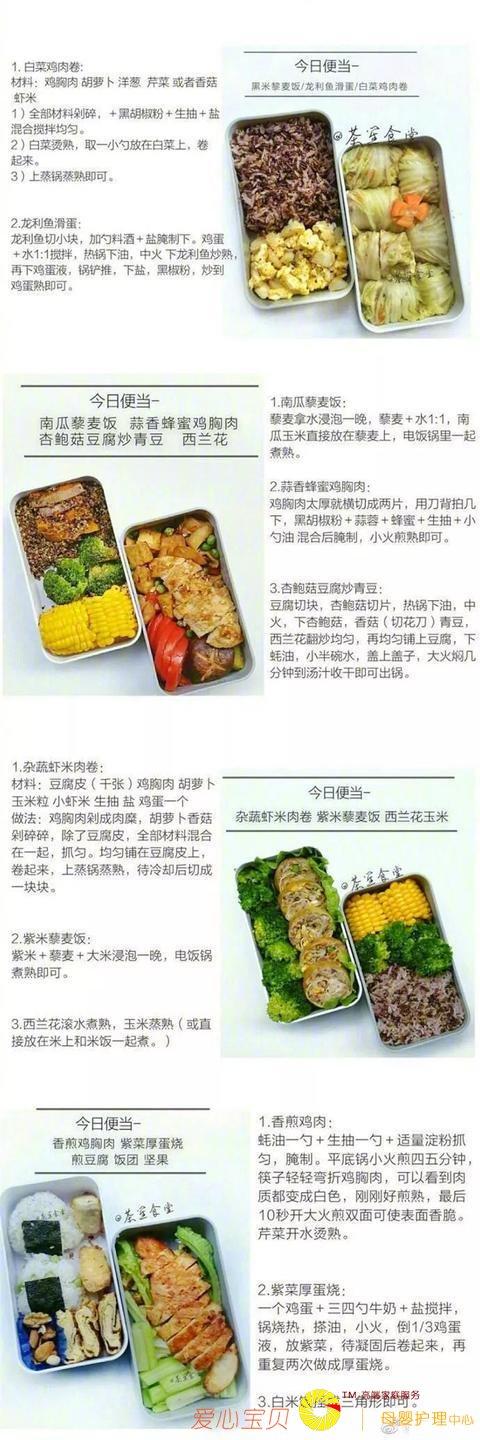 1. 白菜鸡肉卷:
材料：鸡胸肉 胡萝卜 洋葱 芹菜 或者香菇
虾米
1）全部材料剁碎，＋黑胡椒粉＋生抽＋盐
混合搅拌均匀。
2）白菜烫熟，取一小勺放在白菜上，卷
起来。
3）上蒸锅蒸熟即可。
2.龙利鱼滑蛋：
龙利鱼切小块，加勺料酒＋盐腌制下。鸡蛋
＋水1:1搅拌，热锅下油，中火 下龙利鱼炒熟，
再下鸡蛋液，锅铲推，下盐，黑椒粉，炒到
鸡蛋熟即可。
今日便当-
黑米藜麦饭/龙利鱼滑蛋/白菜鸡肉卷
@茶宝食堂
今日便当-
南瓜藜麦饭 蒜香蜂蜜鸡胸肉
杏鲍菇豆腐炒青豆 西兰花
1.南瓜藜麦饭：
藜麦拿水浸泡一晚，藜麦＋水1:1，南
瓜玉米直接放在藜麦上，电饭锅里一起
煮熟。
2.蒜香蜂蜜鸡胸肉：
鸡胸肉太厚就横切成两片，用刀背拍几
下，黑胡椒粉＋蒜蓉＋蜂蜜＋生抽＋小
勺油 混合后腌制，小火煎熟即可。
3.杏鲍菇豆腐炒青豆：
豆腐切块，杏鲍菇切片，热锅下油，中
火，下杏鲍菇，香菇（切花刀）青豆，
西兰花翻炒均匀，再均匀铺上豆腐，下
蚝油，小半碗水，盖上盖子，大火焖几
分钟到汤汁收干即可出锅。
1.杂蔬虾米肉卷：
材料：豆腐皮（千张）鸡胸肉 胡萝卜
玉米粒 小虾米 生抽 盐 鸡蛋一个
做法：鸡胸肉剁成肉糜，胡萝卜香菇
剁碎碎，除了豆腐皮，全部材料混合
在一起，抓匀。均匀铺在豆腐皮上，
卷起来，上蒸锅蒸熟，待冷却后切成
一块块。
2.紫米藜麦饭：
紫米＋藜麦＋大米浸泡一晚，电饭锅
煮熟即可。
3.西兰花滚水煮熟，玉米蒸熟（或直
接放在米上和米饭一起煮。）
今日便当-
杂蔬虾米肉卷 紫米藜麦饭 西兰花玉米
@茶宝食堂
今日便当-
香煎鸡胸肉 紫菜厚蛋烧
煎豆腐 饭团 坚果
@茶宝食堂
1.香煎鸡肉：
蚝油一勺＋生抽一勺＋适量淀粉抓
匀，腌制。平底锅小火煎四五分钟，
筷子轻轻弯折鸡胸肉，可以看到肉
质都变成白色，刚刚好煎熟，最后
10秒开大火煎双面可使表面香脆。
芹菜开水烫熟。
2.紫菜厚蛋烧：
一个鸡蛋＋三四勺牛奶＋盐搅拌，
锅烧热，搽油，小火，倒1/3鸡蛋
液，放紫菜，待凝固后卷起来，再
重复两次做成厚蛋烧。
3.白米饭捏成三角形即可。
爱心宝贝 TM 高端家庭服务
母婴护理中心